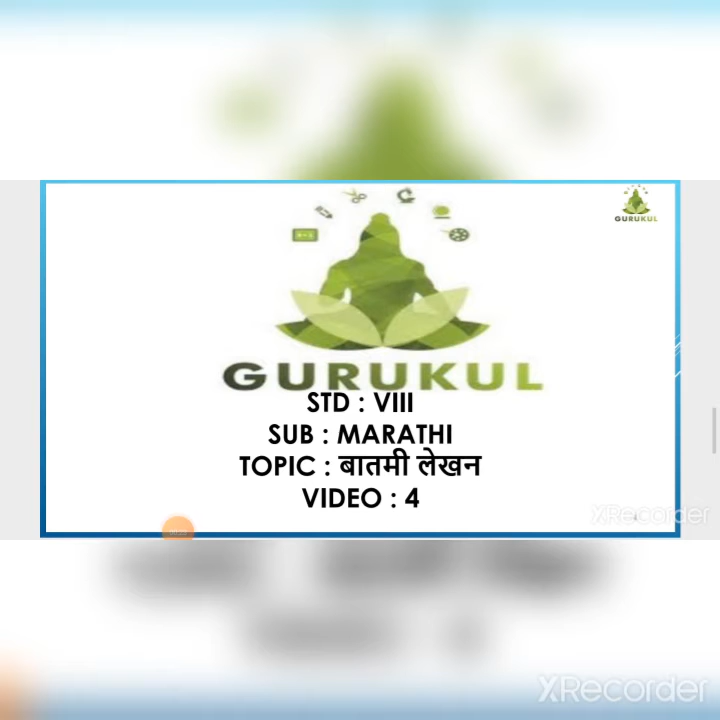 GURUKUL
GURUKUL
STD : VIII
SUB : MARATHI
TOPIC : बातमी लेखन
VIDEO : 4
XRecorder
XRecorder